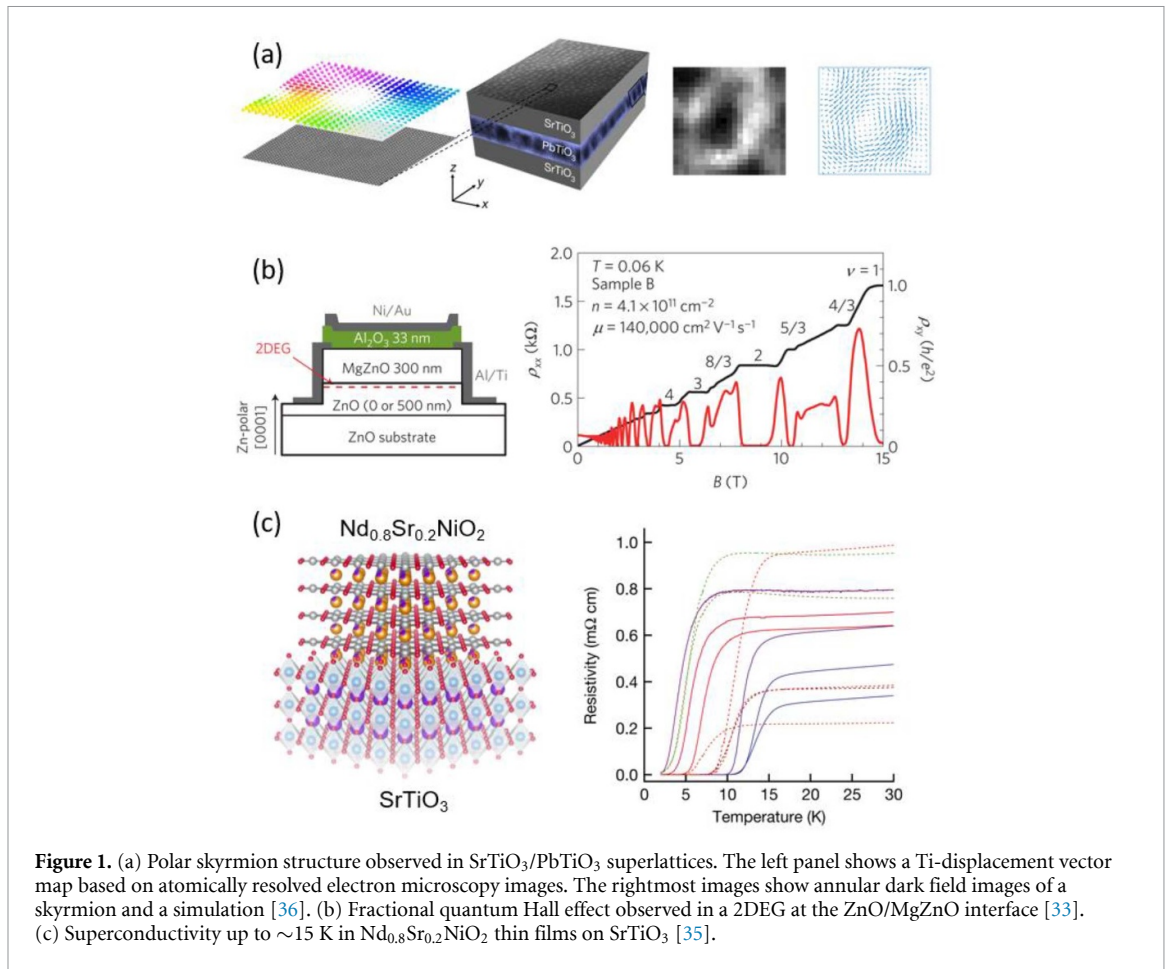 (a)
SrTiO₃
PbTiO₃
SrTiO₃
z
y
x
(b)
Ni/Au
Al₂O₃ 33 nm
2DEG
MgZnO 300 nm
Al/Ti
ZnO (0 or 500 nm)
ZnO substrate
Zn-polar
[0001]
T = 0.06 K
Sample B
n = 4.1 × 10¹¹ cm⁻²
μ = 140,000 cm² V⁻¹ s⁻¹
ν = 1
4/3
5/3
2
8/3
3
4
2.0
1.5
1.0
0.5
0
ρxx (kΩ)
1.0
0.5
0
ρxy (h/e²)
0 5 10 15
B (T)
(c)
Nd₀.₈Sr₀.₂NiO₂
SrTiO₃
1.0
0.8
0.6
0.4
0.2
0.0
Resistivity (mΩ cm)
0 5 10 15 20 25 30
Temperature (K)
Figure 1. (a) Polar skyrmion structure observed in SrTiO₃/PbTiO₃ superlattices. The left panel shows a Ti-displacement vector
map based on atomically resolved electron microscopy images. The rightmost images show annular dark field images of a
skyrmion and a simulation [36]. (b) Fractional quantum Hall effect observed in a 2DEG at the ZnO/MgZnO interface [33].
(c) Superconductivity up to ∼15 K in Nd₀.₈Sr₀.₂NiO₂ thin films on SrTiO₃ [35].